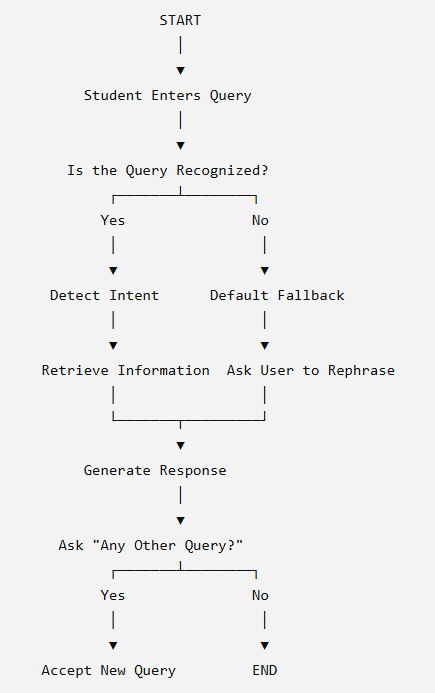 START
Student Enters Query
Is the Query Recognized?
Yes No
Detect Intent Default Fallback
Retrieve Information Ask User to Rephrase
Generate Response
Ask "Any Other Query?"
Yes No
Accept New Query END